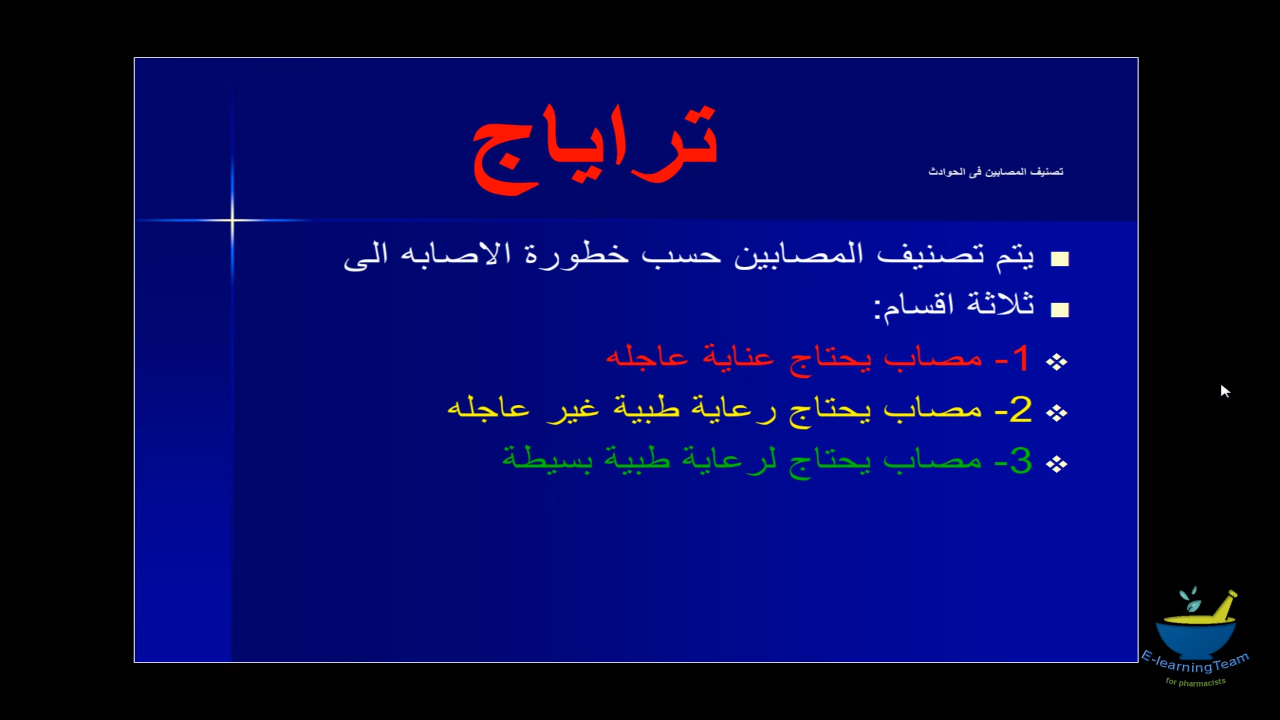 ترایاج
تصنيف المصابين فى الحوادث
يتم تصنيف المصابين حسب خطورة الاصابه الى
ثلاثة اقسام:
1- مصاب يحتاج عناية عاجله
2- مصاب يحتاج رعاية طبية غير عاجله
3- مصاب يحتاج لرعاية طبية بسيطة
E-learningTeam
for pharmacists